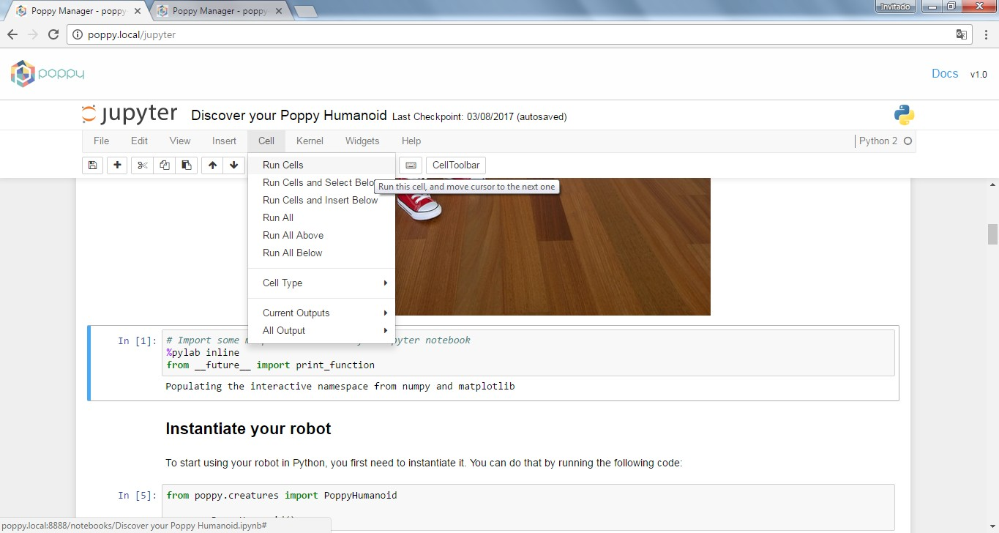 Poppy Manager - poppy
Poppy Manager - poppy
Invitado
poppy.local/jupyter
poppy
Docs v1.0
jupyter Discover your Poppy Humanoid Last Checkpoint: 03/08/2017 (autosaved)
File Edit View Insert Cell Kernel Widgets Help Python 2
CellToolbar
Run Cells
Run Cells and Select Belo
Run this cell, and move cursor to the next one
Run Cells and Insert Below
Run All
Run All Above
Run All Below
Cell Type
Current Outputs
All Output
In [1]: # Import some pyter notebook
%pylab inline
from __future__ import print_function
Populating the interactive namespace from numpy and matplotlib
Instantiate your robot
To start using your robot in Python, you first need to instantiate it. You can do that by running the following code:
In [5]: from poppy.creatures import PoppyHumanoid
poppy.local:8888/notebooks/Discover your Poppy Humanoid.ipynb#